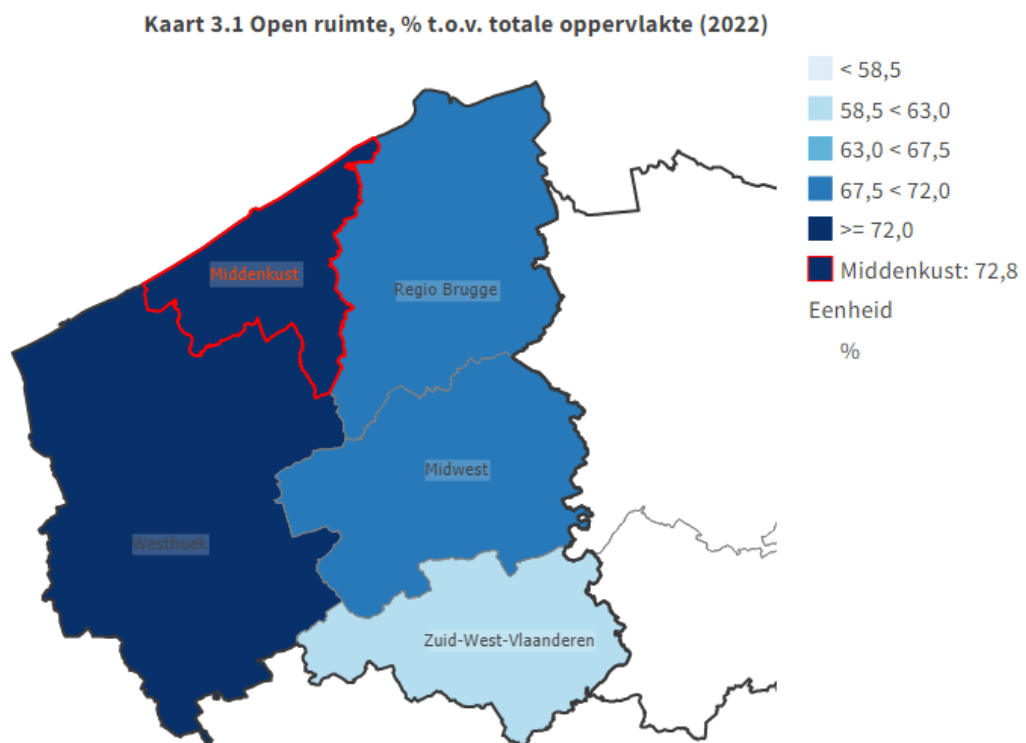 Kaart 3.1 Open ruimte, % t.o.v. totale oppervlakte (2022)
< 58,5
58,5 < 63,0
63,0 < 67,5
67,5 < 72,0
>= 72,0
Middenkust: 72,8
Eenheid
%
Middenkust
Regio Brugge
Midwest
Westhoek
Zuid-West-Vlaanderen